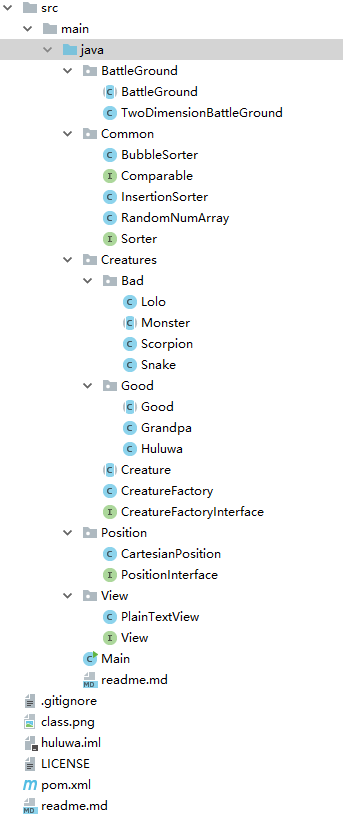 src
main
java
BattleGround
BattleGround
TwoDimensionBattleGround
Common
BubbleSorter
Comparable
InsertionSorter
RandomNumArray
Sorter
Creatures
Bad
Lolo
Monster
Scorpion
Snake
Good
Good
Grandpa
Huluwa
Creature
CreatureFactory
CreatureFactoryInterface
Position
CartesianPosition
PositionInterface
View
PlainTextView
View
Main
readme.md
.gitignore
class.png
huluwa.iml
LICENSE
pom.xml
readme.md